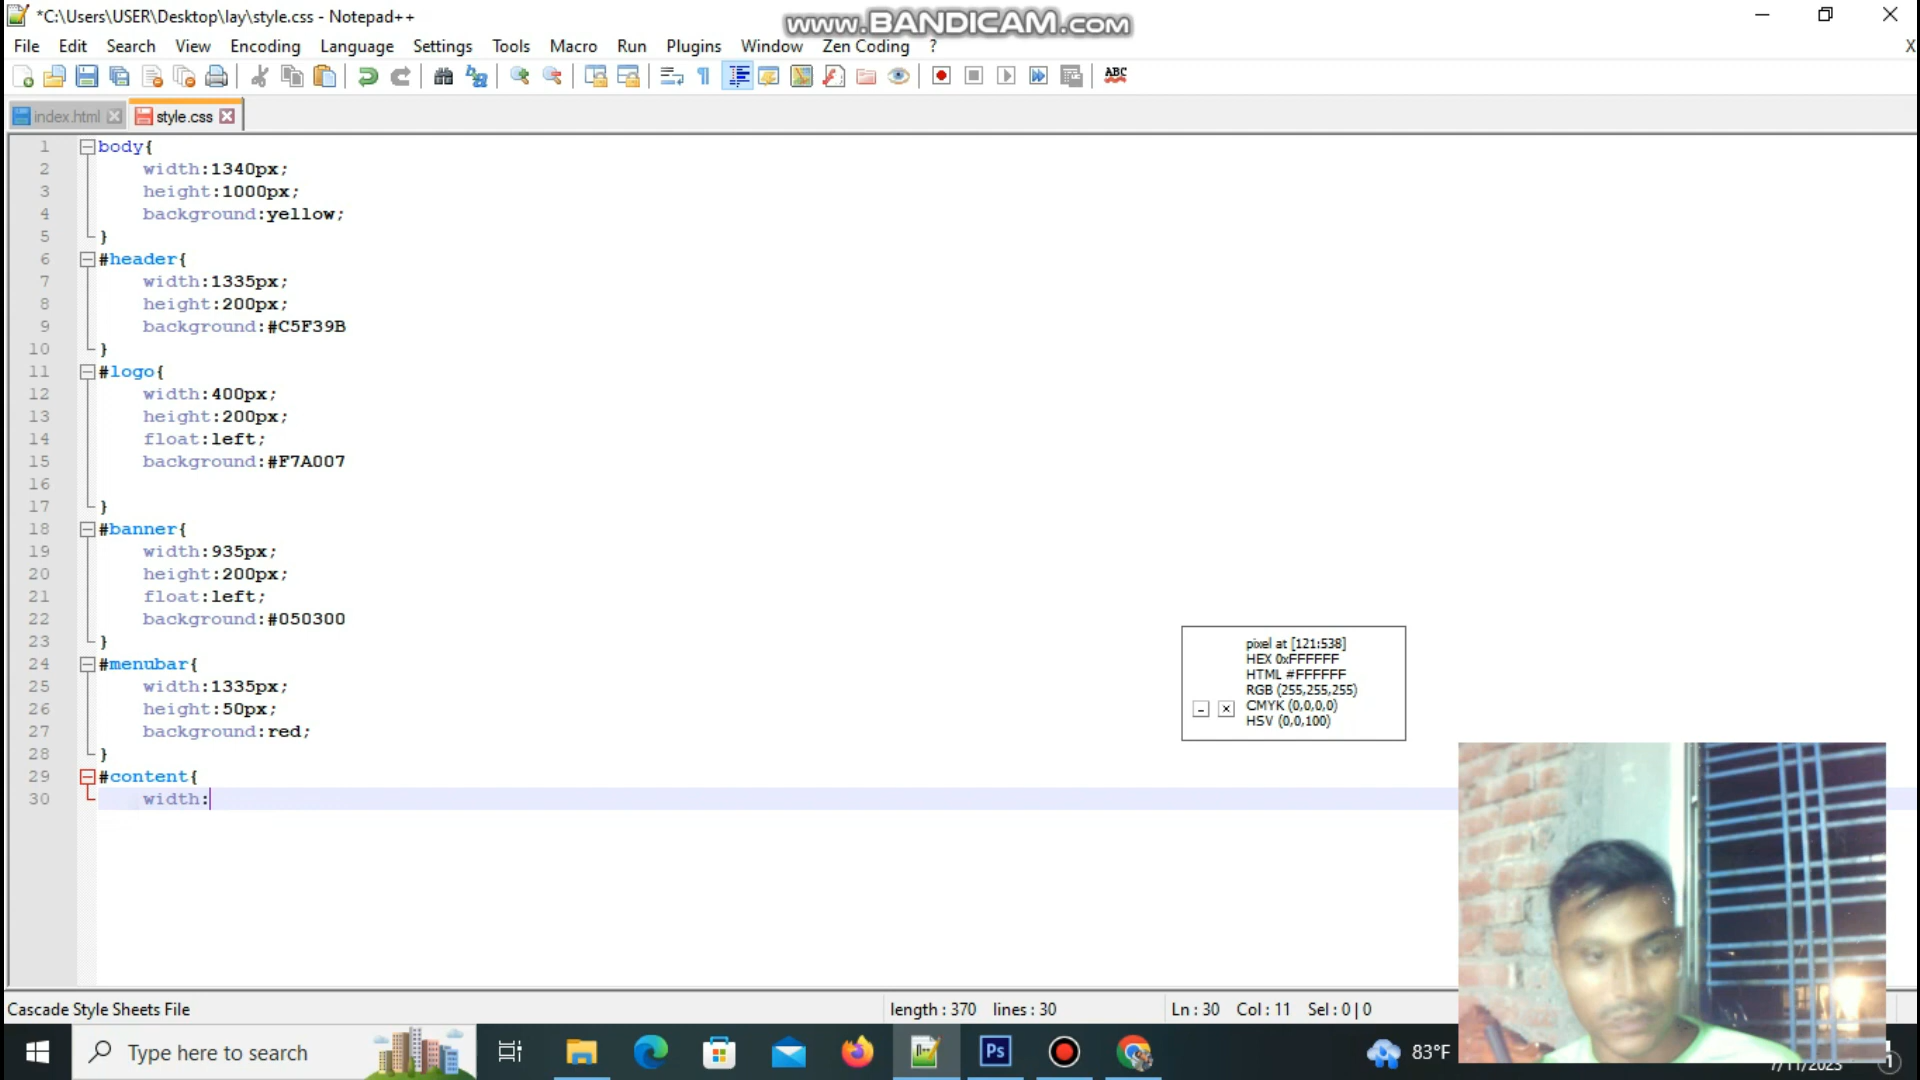 *C:\Users\USER\Desktop\lay\style.css - Notepad++
www.BANDICAM.com
File Edit Search View Encoding Language Settings Tools Macro Run Plugins Window Zen Coding ? X
ABC
index.html style.css
1 body{
2 width:1340px;
3 height:1000px;
4 background:yellow;
5 }
6 #header{
7 width:1335px;
8 height:200px;
9 background:#C5F39B
10 }
11 #logo{
12 width:400px;
13 height:200px;
14 float:left;
15 background:#F7A007
16
17 }
18 #banner{
19 width:935px;
20 height:200px;
21 float:left;
22 background:#050300
23 }
24 #menubar{
25 width:1335px;
26 height:50px;
27 background:red;
28 }
29 #content{
30 width:
pixel at [121:538]
HEX 0xFFFFFF
HTML #FFFFFF
RGB (255,255,255)
CMYK (0,0,0,0)
HSV (0,0,100)
Cascade Style Sheets File length : 370 lines : 30 Ln : 30 Col : 11 Sel : 0 | 0
Type here to search Ps 83°F
1